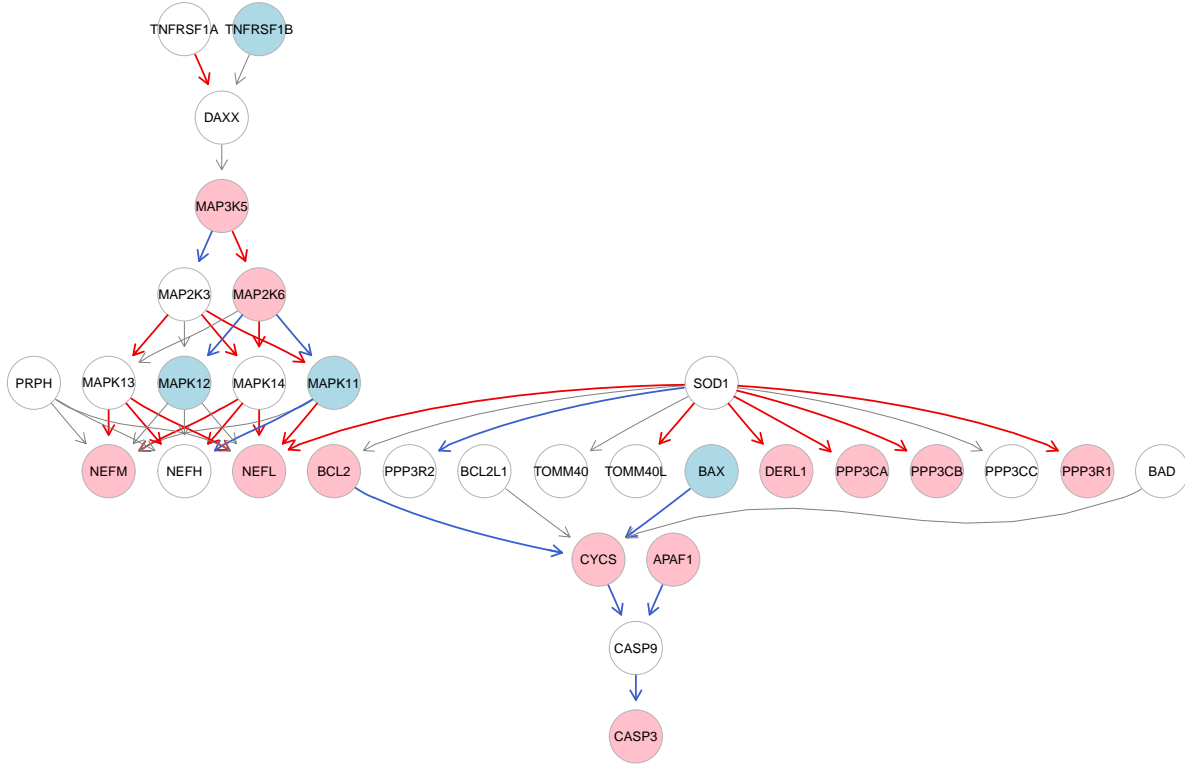 TNFRSF1A TNFRSF1B
DAXX
MAP3K5
MAP2K3 MAP2K6
PRPH MAPK13 MAPK12 MAPK14 MAPK11 SOD1
NEFM NEFH NEFL BCL2 PPP3R2 BCL2L1 TOMM40 TOMM40L BAX DERL1 PPP3CA PPP3CB PPP3CC PPP3R1 BAD
CYCS APAF1
CASP9
CASP3